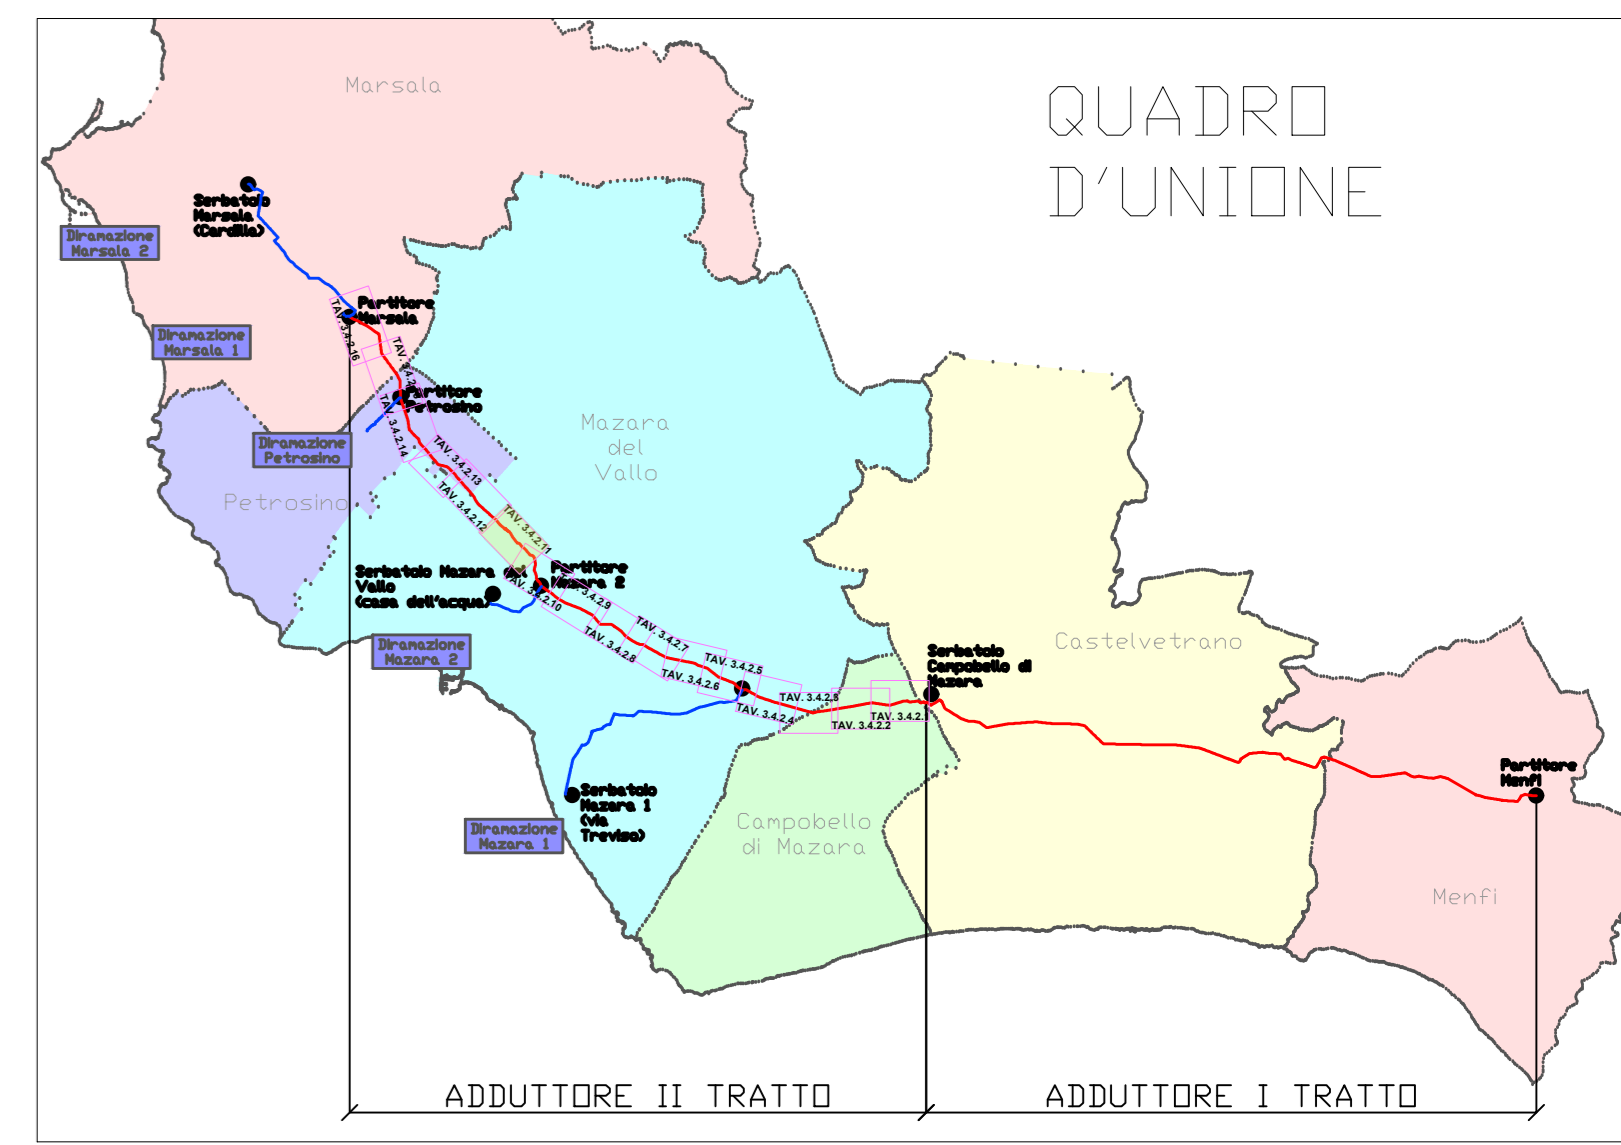 QUADRO
D'UNIONE
Marsala
Serbatoio
Marsala
(Cardilla)
Diramazione
Marsala 2
Partitore
Marsala
TAV. 3.4.2.16
Diramazione
Marsala 1
Partitore
Petrosino
TAV. 3.4.2.14
Diramazione
Petrosino
Petrosino
Mazara
del
Vallo
TAV. 3.4.2.13
TAV. 3.4.2.12
TAV. 3.4.2.11
Serbatoio Mazara
Vallo
(casa dell'acqua)
Partitore
Mazara 2
TAV. 3.4.2.10
TAV. 3.4.2.9
TAV. 3.4.2.8
TAV. 3.4.2.7
TAV. 3.4.2.6
TAV. 3.4.2.5
TAV. 3.4.2.4
TAV. 3.4.2.3
TAV. 3.4.2.2
TAV. 3.4.2.1
Diramazione
Mazara 2
Serbatoio
Campobello di
Mazara
Castelvetrano
Partitore
Menfi
Serbatoio
Mazara 1
(via
Treviso)
Diramazione
Mazara 1
Campobello
di Mazara
Menfi
ADDUTTORE II TRATTO
ADDUTTORE I TRATTO